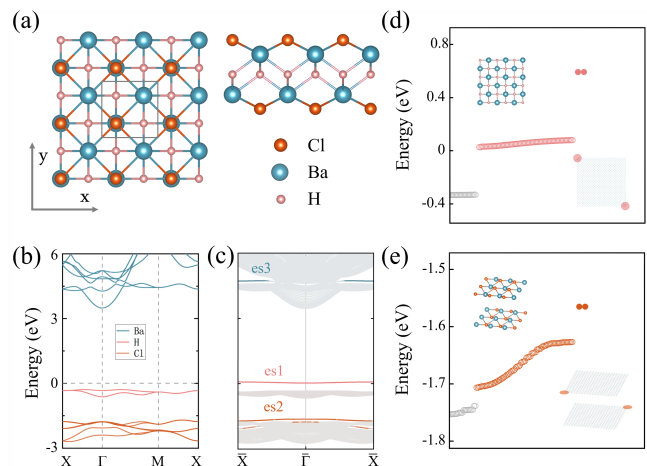 (a)
y
x
Cl
Ba
H
(b)
Energy (eV)
6
3
0
-3
Ba
H
Cl
X Γ M X
(c)
es3
es1
es2
X̅ Γ̅ X̅
(d)
Energy (eV)
0.8
0.4
0
-0.4
(e)
Energy (eV)
-1.5
-1.6
-1.7
-1.8